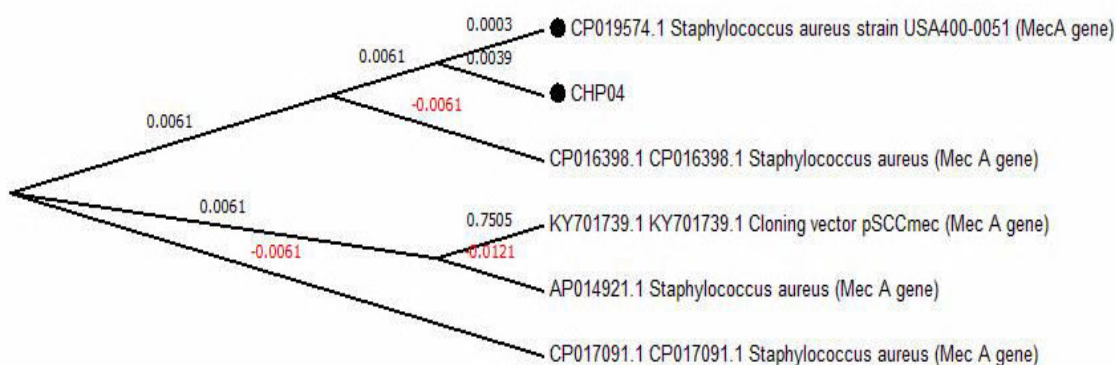 0.0003
CP019574.1 Staphylococcus aureus strain USA400-0051 (MecA gene)
0.0061
0.0039
CHP04
-0.0061
0.0061
CP016398.1 CP016398.1 Staphylococcus aureus (Mec A gene)
0.0061
0.7505
KY701739.1 KY701739.1 Cloning vector pSCCmec (Mec A gene)
-0.0061
-0.0121
AP014921.1 Staphylococcus aureus (Mec A gene)
CP017091.1 CP017091.1 Staphylococcus aureus (Mec A gene)